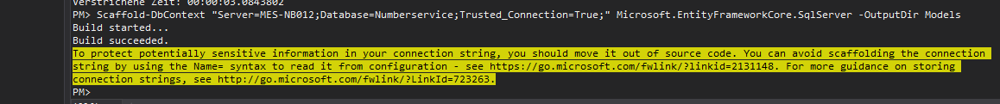 Verstrichene Zeit: 00:00:03.0843802
PM> Scaffold-DbContext "Server=MES-NB012;Database=Numberservice;Trusted_Connection=True;" Microsoft.EntityFrameworkCore.SqlServer -OutputDir Models
Build started...
Build succeeded.
To protect potentially sensitive information in your connection string, you should move it out of source code. You can avoid scaffolding the connection
string by using the Name= syntax to read it from configuration - see https://go.microsoft.com/fwlink/?linkid=2131148. For more guidance on storing
connection strings, see http://go.microsoft.com/fwlink/?LinkId=723263.
PM>